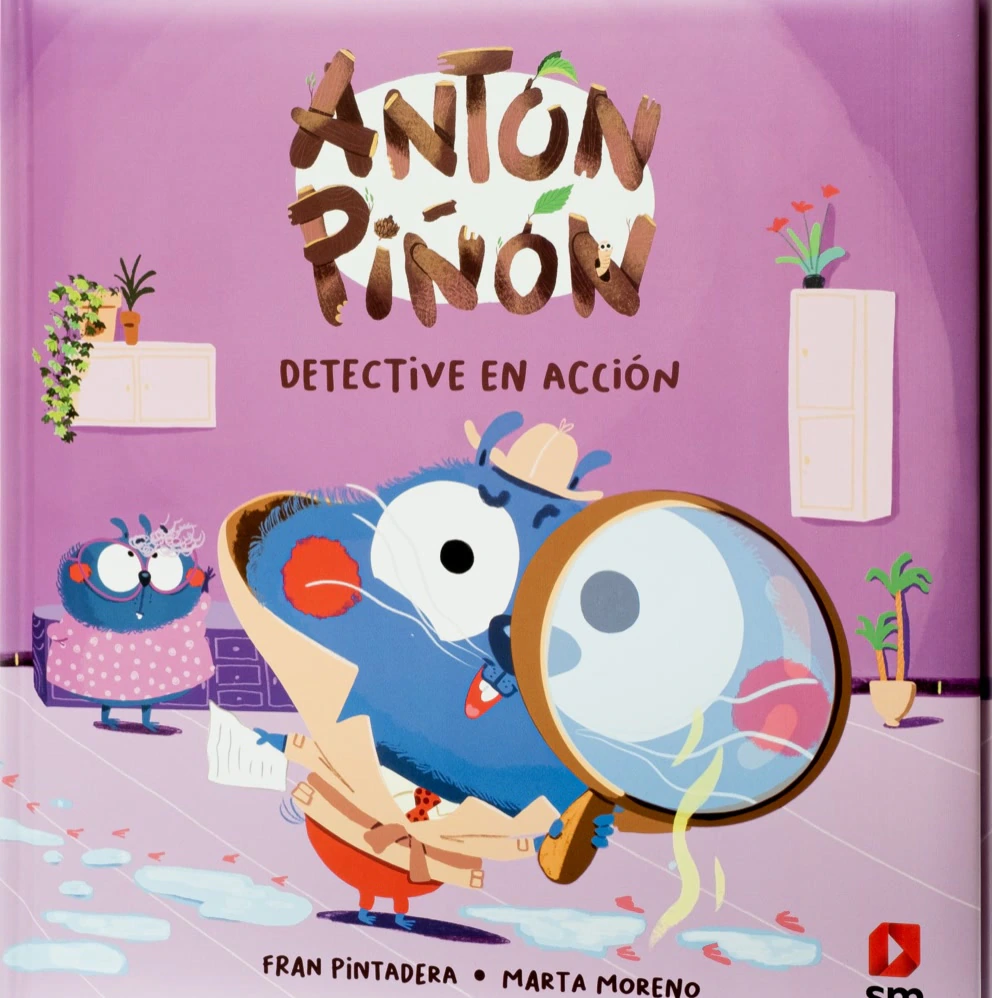 ANTÓN
PIÑÓN
DETECTIVE EN ACCIÓN
FRAN PINTADERA • MARTA MORENO
sm